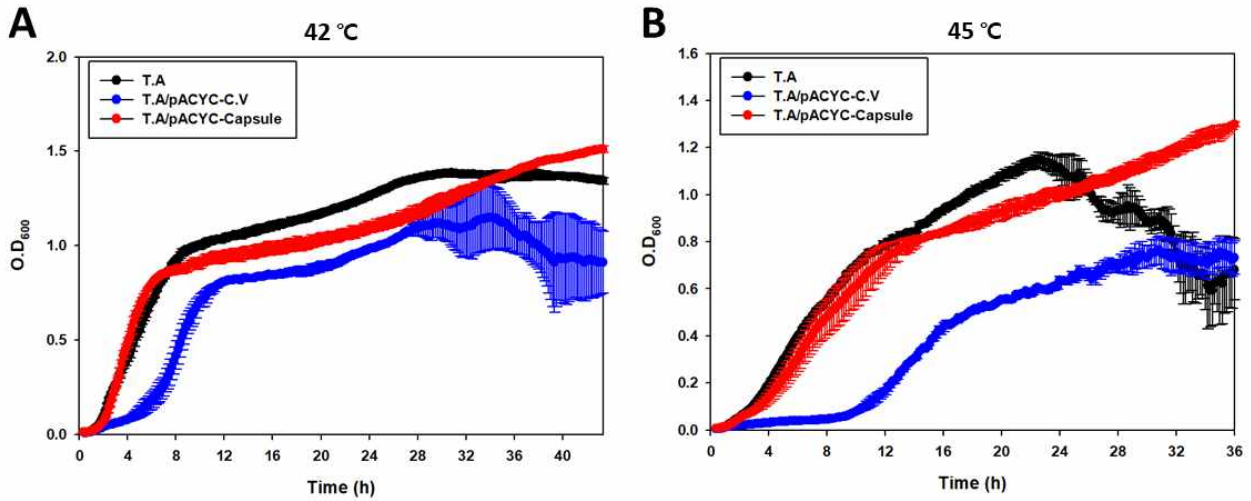 A
42 ℃
2.0
1.5
1.0
0.5
0.0
O.D600
T.A
T.A/pACYC-C.V
T.A/pACYC-Capsule
0 4 8 12 16 20 24 28 32 36 40
Time (h)
B
45 ℃
1.6
1.4
1.2
1.0
0.8
0.6
0.4
0.2
0.0
O.D600
T.A
T.A/pACYC-C.V
T.A/pACYC-Capsule
0 4 8 12 16 20 24 28 32 36
Time (h)